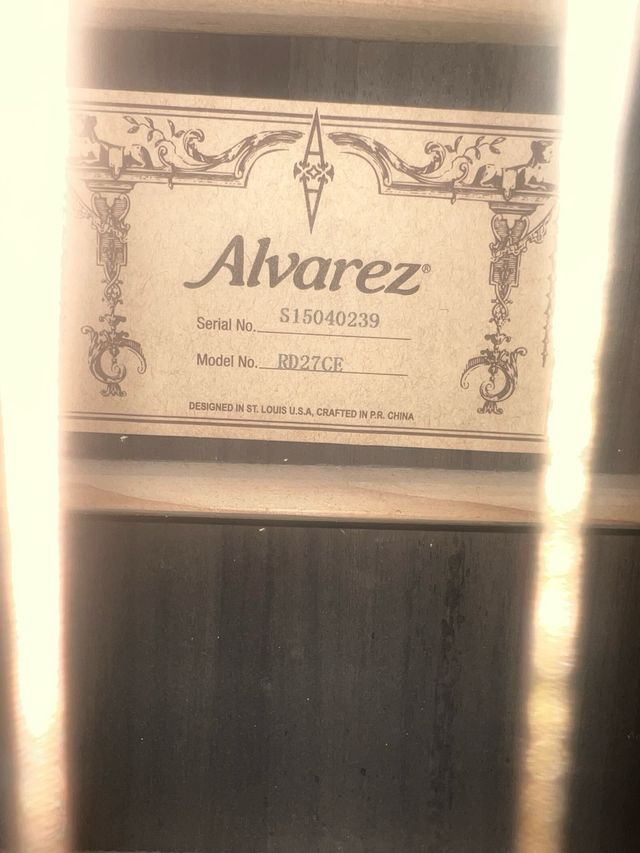 Alvarez®
Serial No. S15040239
Model No. RD27CE
DESIGNED IN ST. LOUIS U.S.A, CRAFTED IN P.R. CHINA